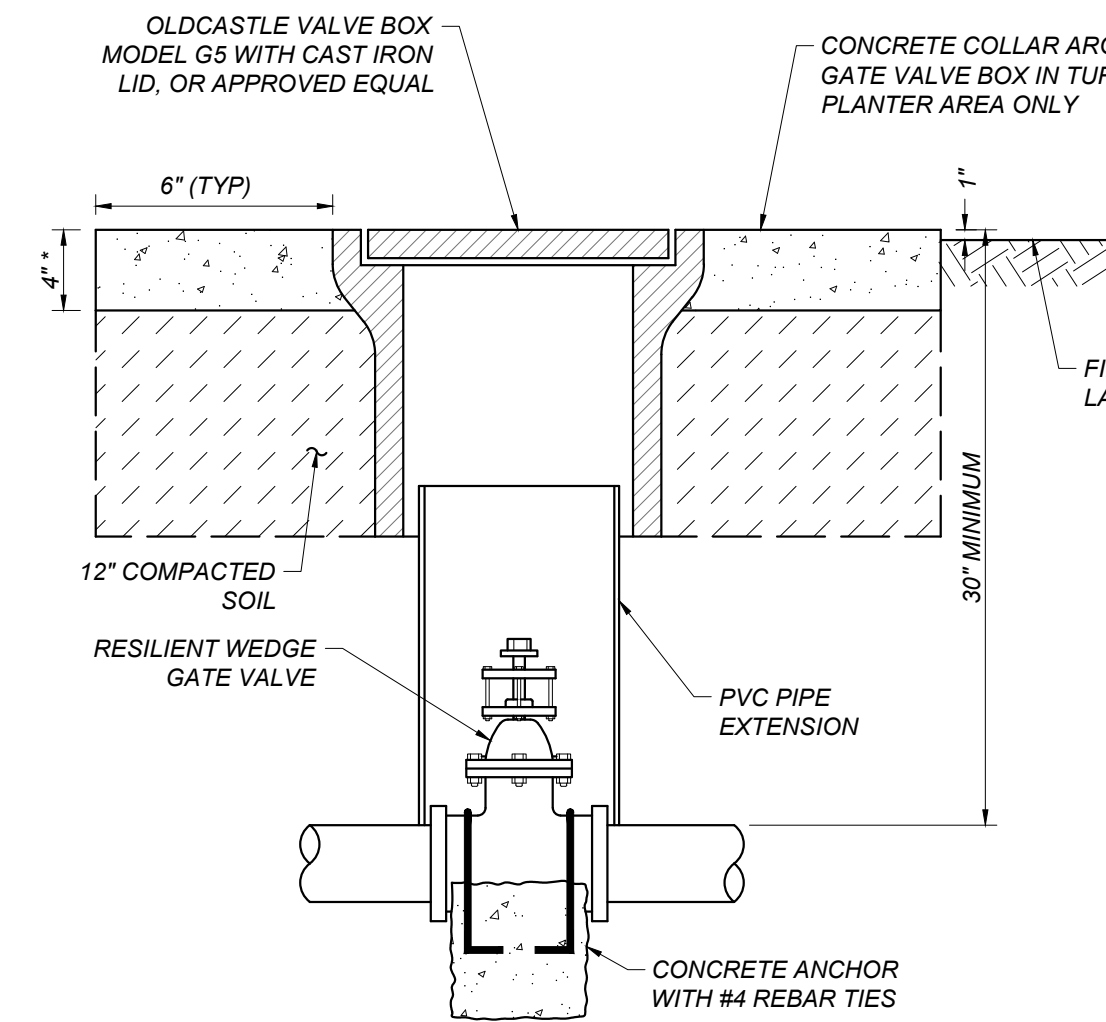 OLDCASTLE VALVE BOX
MODEL G5 WITH CAST IRON
LID, OR APPROVED EQUAL
CONCRETE COLLAR
GATE VALVE BOX IN
PLANTER AREA ONLY
6" (TYP)
1"
4" *
30" MINIMUM
12" COMPACTED
SOIL
RESILIENT WEDGE
GATE VALVE
PVC PIPE
EXTENSION
CONCRETE ANCHOR
WITH #4 REBAR TIES